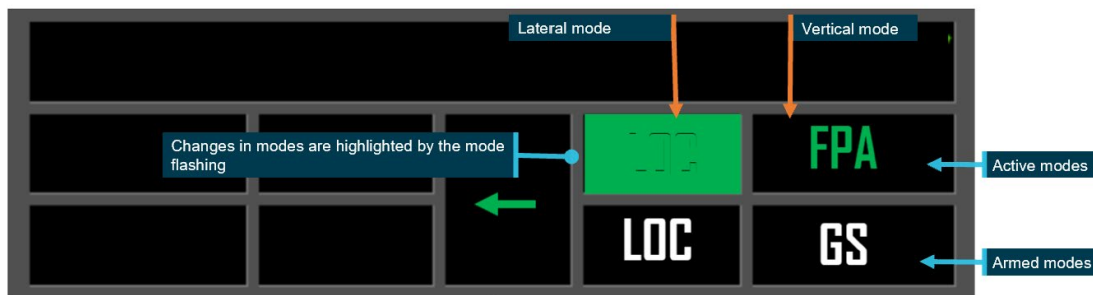 Lateral mode
Vertical mode
Changes in modes are highlighted by the mode
flashing
FPA
Active modes
LOC
GS
Armed modes